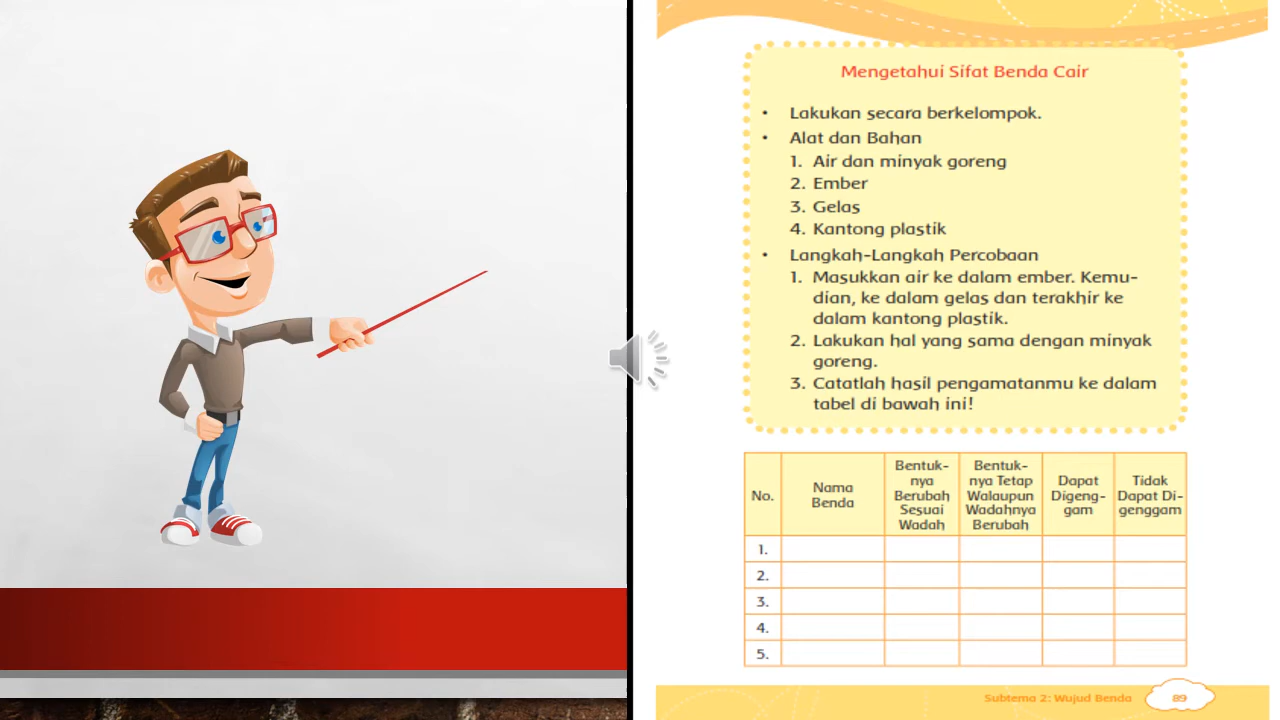 Mengetahui Sifat Benda Cair
• Lakukan secara berkelompok.
• Alat dan Bahan
1. Air dan minyak goreng
2. Ember
3. Gelas
4. Kantong plastik
• Langkah-Langkah Percobaan
1. Masukkan air ke dalam ember. Kemu-
dian, ke dalam gelas dan terakhir ke
dalam kantong plastik.
2. Lakukan hal yang sama dengan minyak
goreng.
3. Catatlah hasil pengamatanmu ke dalam
tabel di bawah ini!
No.
Nama
Benda
Bentuk-
nya
Berubah
Sesuai
Wadah
Bentuk-
nya Tetap
Walaupun
Wadahnya
Berubah
Dapat
Digeng-
gam
Tidak
Dapat Di-
genggam
1.
2.
3.
4.
5.
Subtema 2: Wujud Benda
89